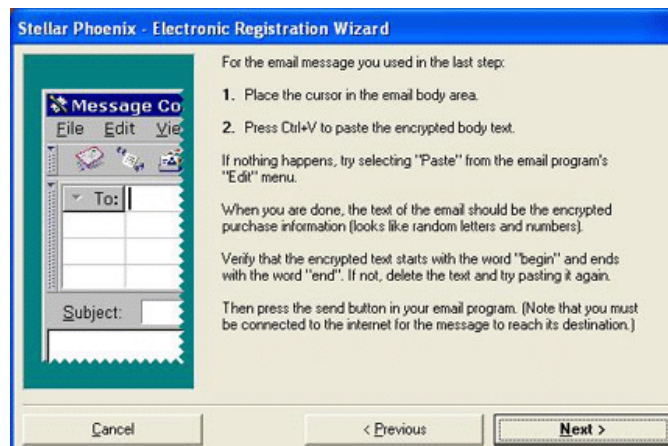 Stellar Phoenix - Electronic Registration Wizard
For the email message you used in the last step:
1. Place the cursor in the email body area.
2. Press Ctrl+V to paste the encrypted body text.
If nothing happens, try selecting "Paste" from the email program's
"Edit" menu.
When you are done, the text of the email should be the encrypted
purchase information (looks like random letters and numbers).
Verify that the encrypted text starts with the word "begin" and ends
with the word "end". If not, delete the text and try pasting it again.
Then press the send button in your email program. (Note that you must
be connected to the internet for the message to reach its destination.)
Message Co
File Edit Vie
To:
Subject:
Cancel
< Previous
Next >